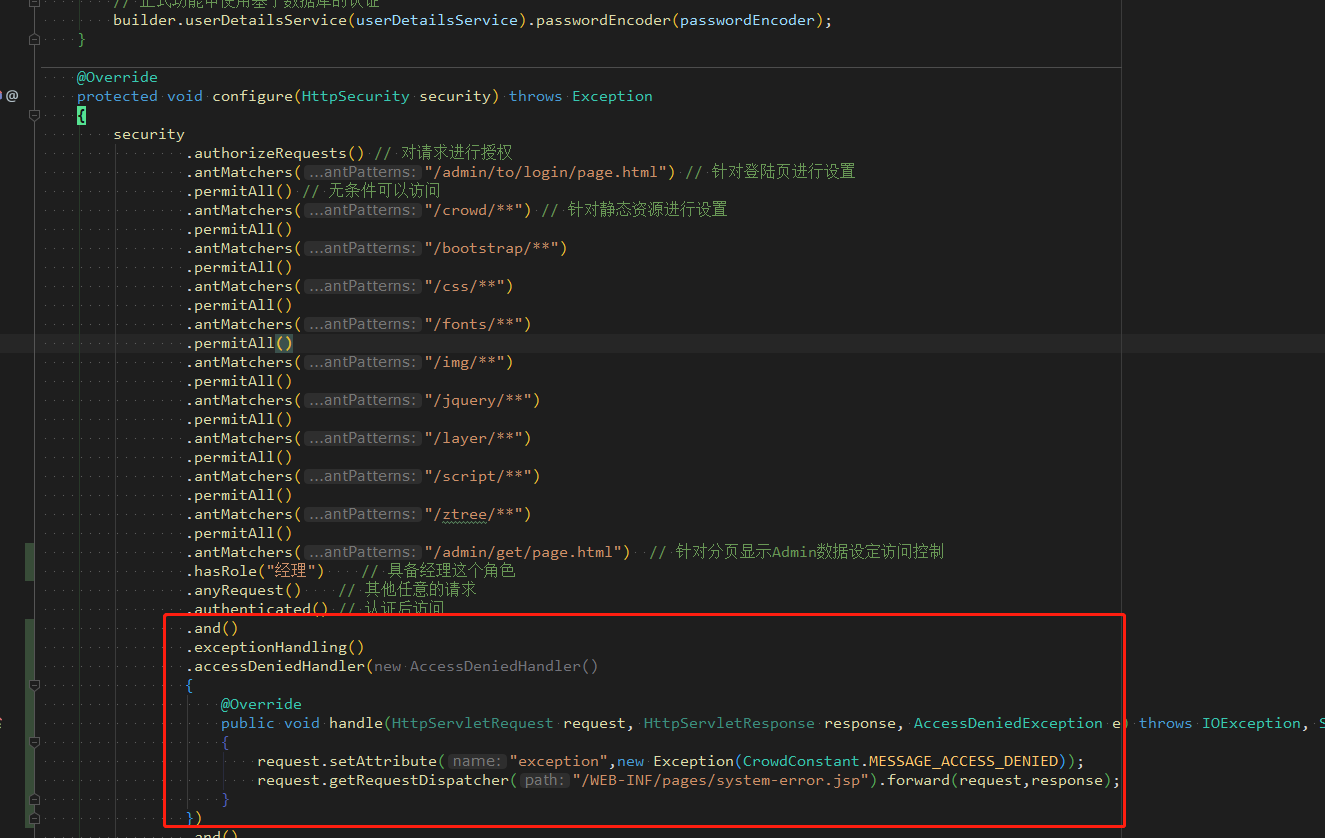 // 正式功能中使用基于数据库的认证
builder.userDetailsService(userDetailsService).passwordEncoder(passwordEncoder);
}
@Override
protected void configure(HttpSecurity security) throws Exception
{
security
.authorizeRequests() // 对请求进行授权
.antMatchers( ...antPatterns: "/admin/to/login/page.html") // 针对登陆页进行设置
.permitAll() // 无条件可以访问
.antMatchers( ...antPatterns: "/crowd/**") // 针对静态资源进行设置
.permitAll()
.antMatchers( ...antPatterns: "/bootstrap/**")
.permitAll()
.antMatchers( ...antPatterns: "/css/**")
.permitAll()
.antMatchers( ...antPatterns: "/fonts/**")
.permitAll()
.antMatchers( ...antPatterns: "/img/**")
.permitAll()
.antMatchers( ...antPatterns: "/jquery/**")
.permitAll()
.antMatchers( ...antPatterns: "/layer/**")
.permitAll()
.antMatchers( ...antPatterns: "/script/**")
.permitAll()
.antMatchers( ...antPatterns: "/ztree/**")
.permitAll()
.antMatchers( ...antPatterns: "/admin/get/page.html") // 针对分页显示Admin数据设定访问控制
.hasRole("经理") // 具备经理这个角色
.anyRequest() // 其他任意的请求
.authenticated() // 认证后访问
.and()
.exceptionHandling()
.accessDeniedHandler(new AccessDeniedHandler()
{
@Override
public void handle(HttpServletRequest request, HttpServletResponse response, AccessDeniedException e) throws IOException, S
{
request.setAttribute( name: "exception",new Exception(CrowdConstant.MESSAGE_ACCESS_DENIED));
request.getRequestDispatcher( path: "/WEB-INF/pages/system-error.jsp").forward(request,response);
}
})
.and()